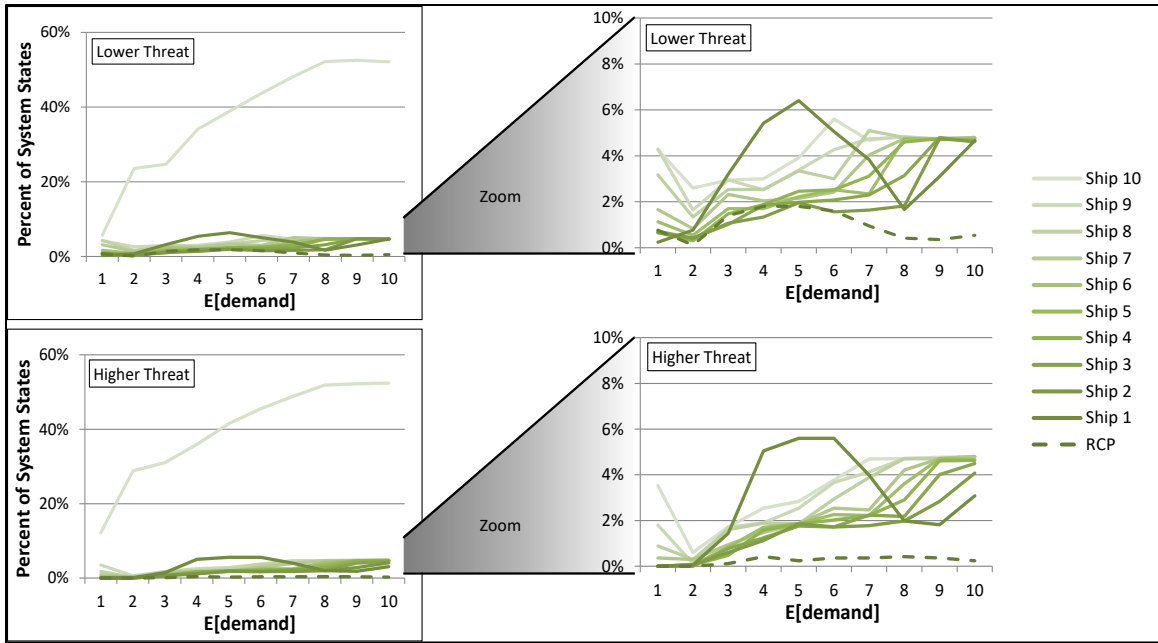 Percent of System States
60%
40%
20%
0%
Lower Threat
1 2 3 4 5 6 7 8 9 10
E[demand]
Zoom
10%
8%
6%
4%
2%
0%
Lower Threat
1 2 3 4 5 6 7 8 9 10
E[demand]
Percent of System States
60%
40%
20%
0%
Higher Threat
1 2 3 4 5 6 7 8 9 10
E[demand]
Zoom
10%
8%
6%
4%
2%
0%
Higher Threat
1 2 3 4 5 6 7 8 9 10
E[demand]
Ship 10
Ship 9
Ship 8
Ship 7
Ship 6
Ship 5
Ship 4
Ship 3
Ship 2
Ship 1
RCP